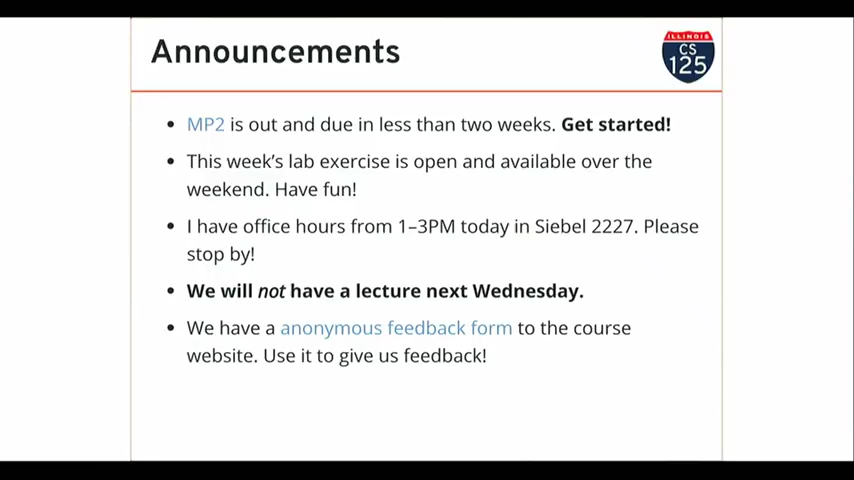 Announcements
ILLINOIS
CS
125
MP2 is out and due in less than two weeks. Get started!
This week's lab exercise is open and available over the
weekend. Have fun!
I have office hours from 1–3PM today in Siebel 2227. Please
stop by!
We will not have a lecture next Wednesday.
We have a anonymous feedback form to the course
website. Use it to give us feedback!